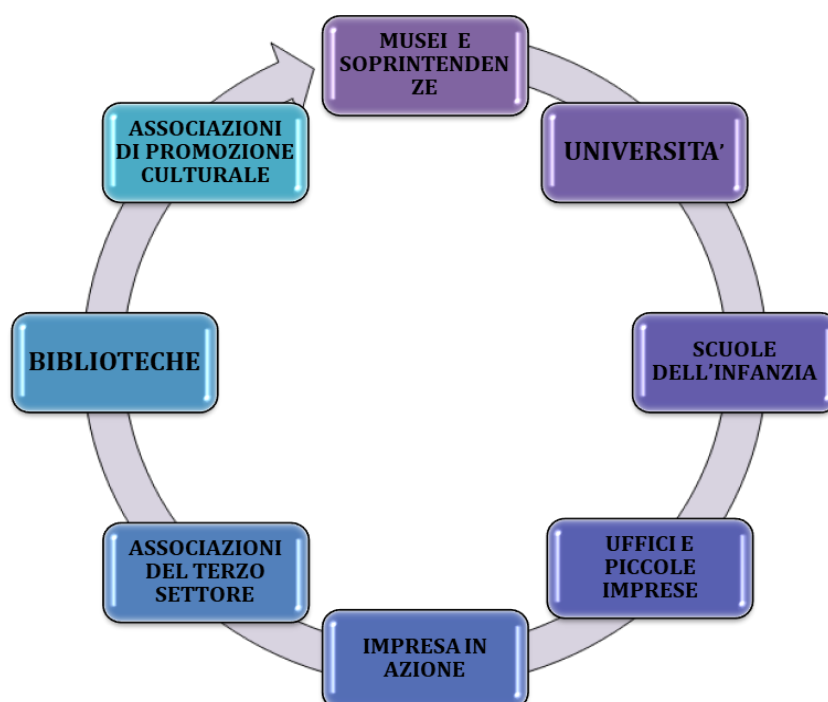 MUSEI E
SOPRINTENDEN
ZE
UNIVERSITA’
SCUOLE
DELL’INFANZIA
UFFICI E
PICCOLE
IMPRESE
IMPRESA IN
AZIONE
ASSOCIAZIONI
DEL TERZO
SETTORE
BIBLIOTECHE
ASSOCIAZIONI
DI PROMOZIONE
CULTURALE